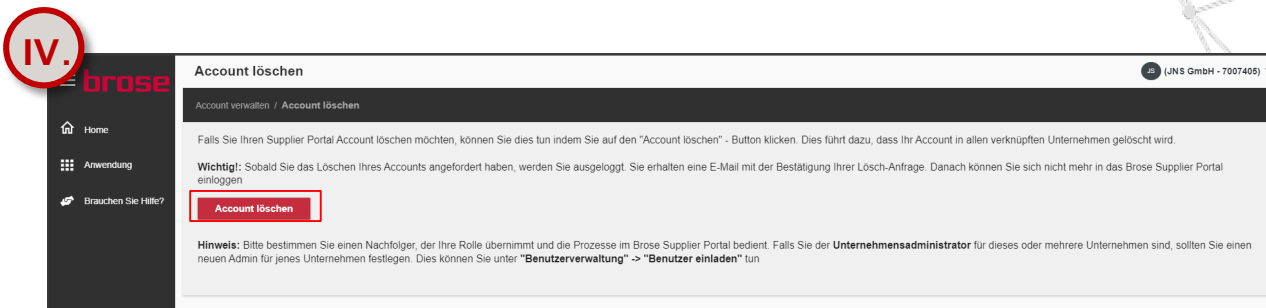 IV.
brose
Account löschen
JS (JNS GmbH - 7007405)
Account verwalten / Account löschen
Home
Anwendung
Brauchen Sie Hilfe?
Falls Sie Ihren Supplier Portal Account löschen möchten, können Sie dies tun indem Sie auf den "Account löschen" - Button klicken. Dies führt dazu, dass Ihr Account in allen verknüpften Unternehmen gelöscht wird.
Wichtig!: Sobald Sie das Löschen Ihres Accounts angefordert haben, werden Sie ausgeloggt. Sie erhalten eine E-Mail mit der Bestätigung Ihrer Lösch-Anfrage. Danach können Sie sich nicht mehr in das Brose Supplier Portal
einloggen
Account löschen
Hinweis: Bitte bestimmen Sie einen Nachfolger, der Ihre Rolle übernimmt und die Prozesse im Brose Supplier Portal bedient. Falls Sie der Unternehmensadministrator für dieses oder mehrere Unternehmen sind, sollten Sie einen
neuen Admin für jenes Unternehmen festlegen. Dies können Sie unter "Benutzerverwaltung" -> "Benutzer einladen" tun